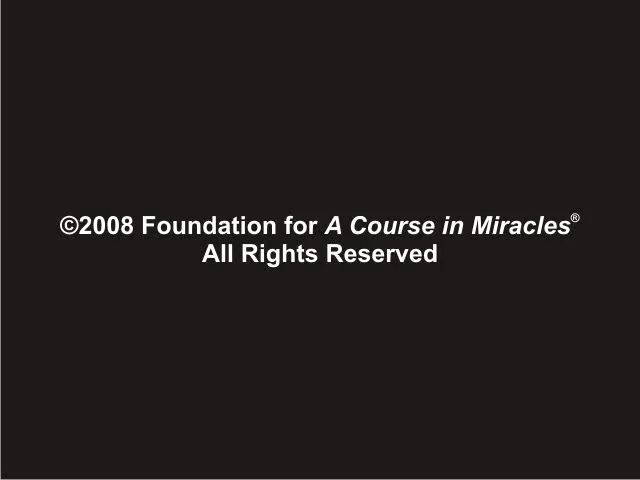 ©2008 Foundation for A Course in Miracles®
All Rights Reserved